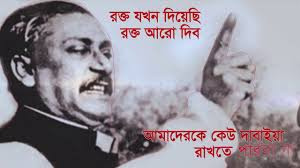 রক্ত যখন দিয়েছি
রক্ত আরো দিব
আমাদেরকে কেউ দাবাইয়া
রাখতে